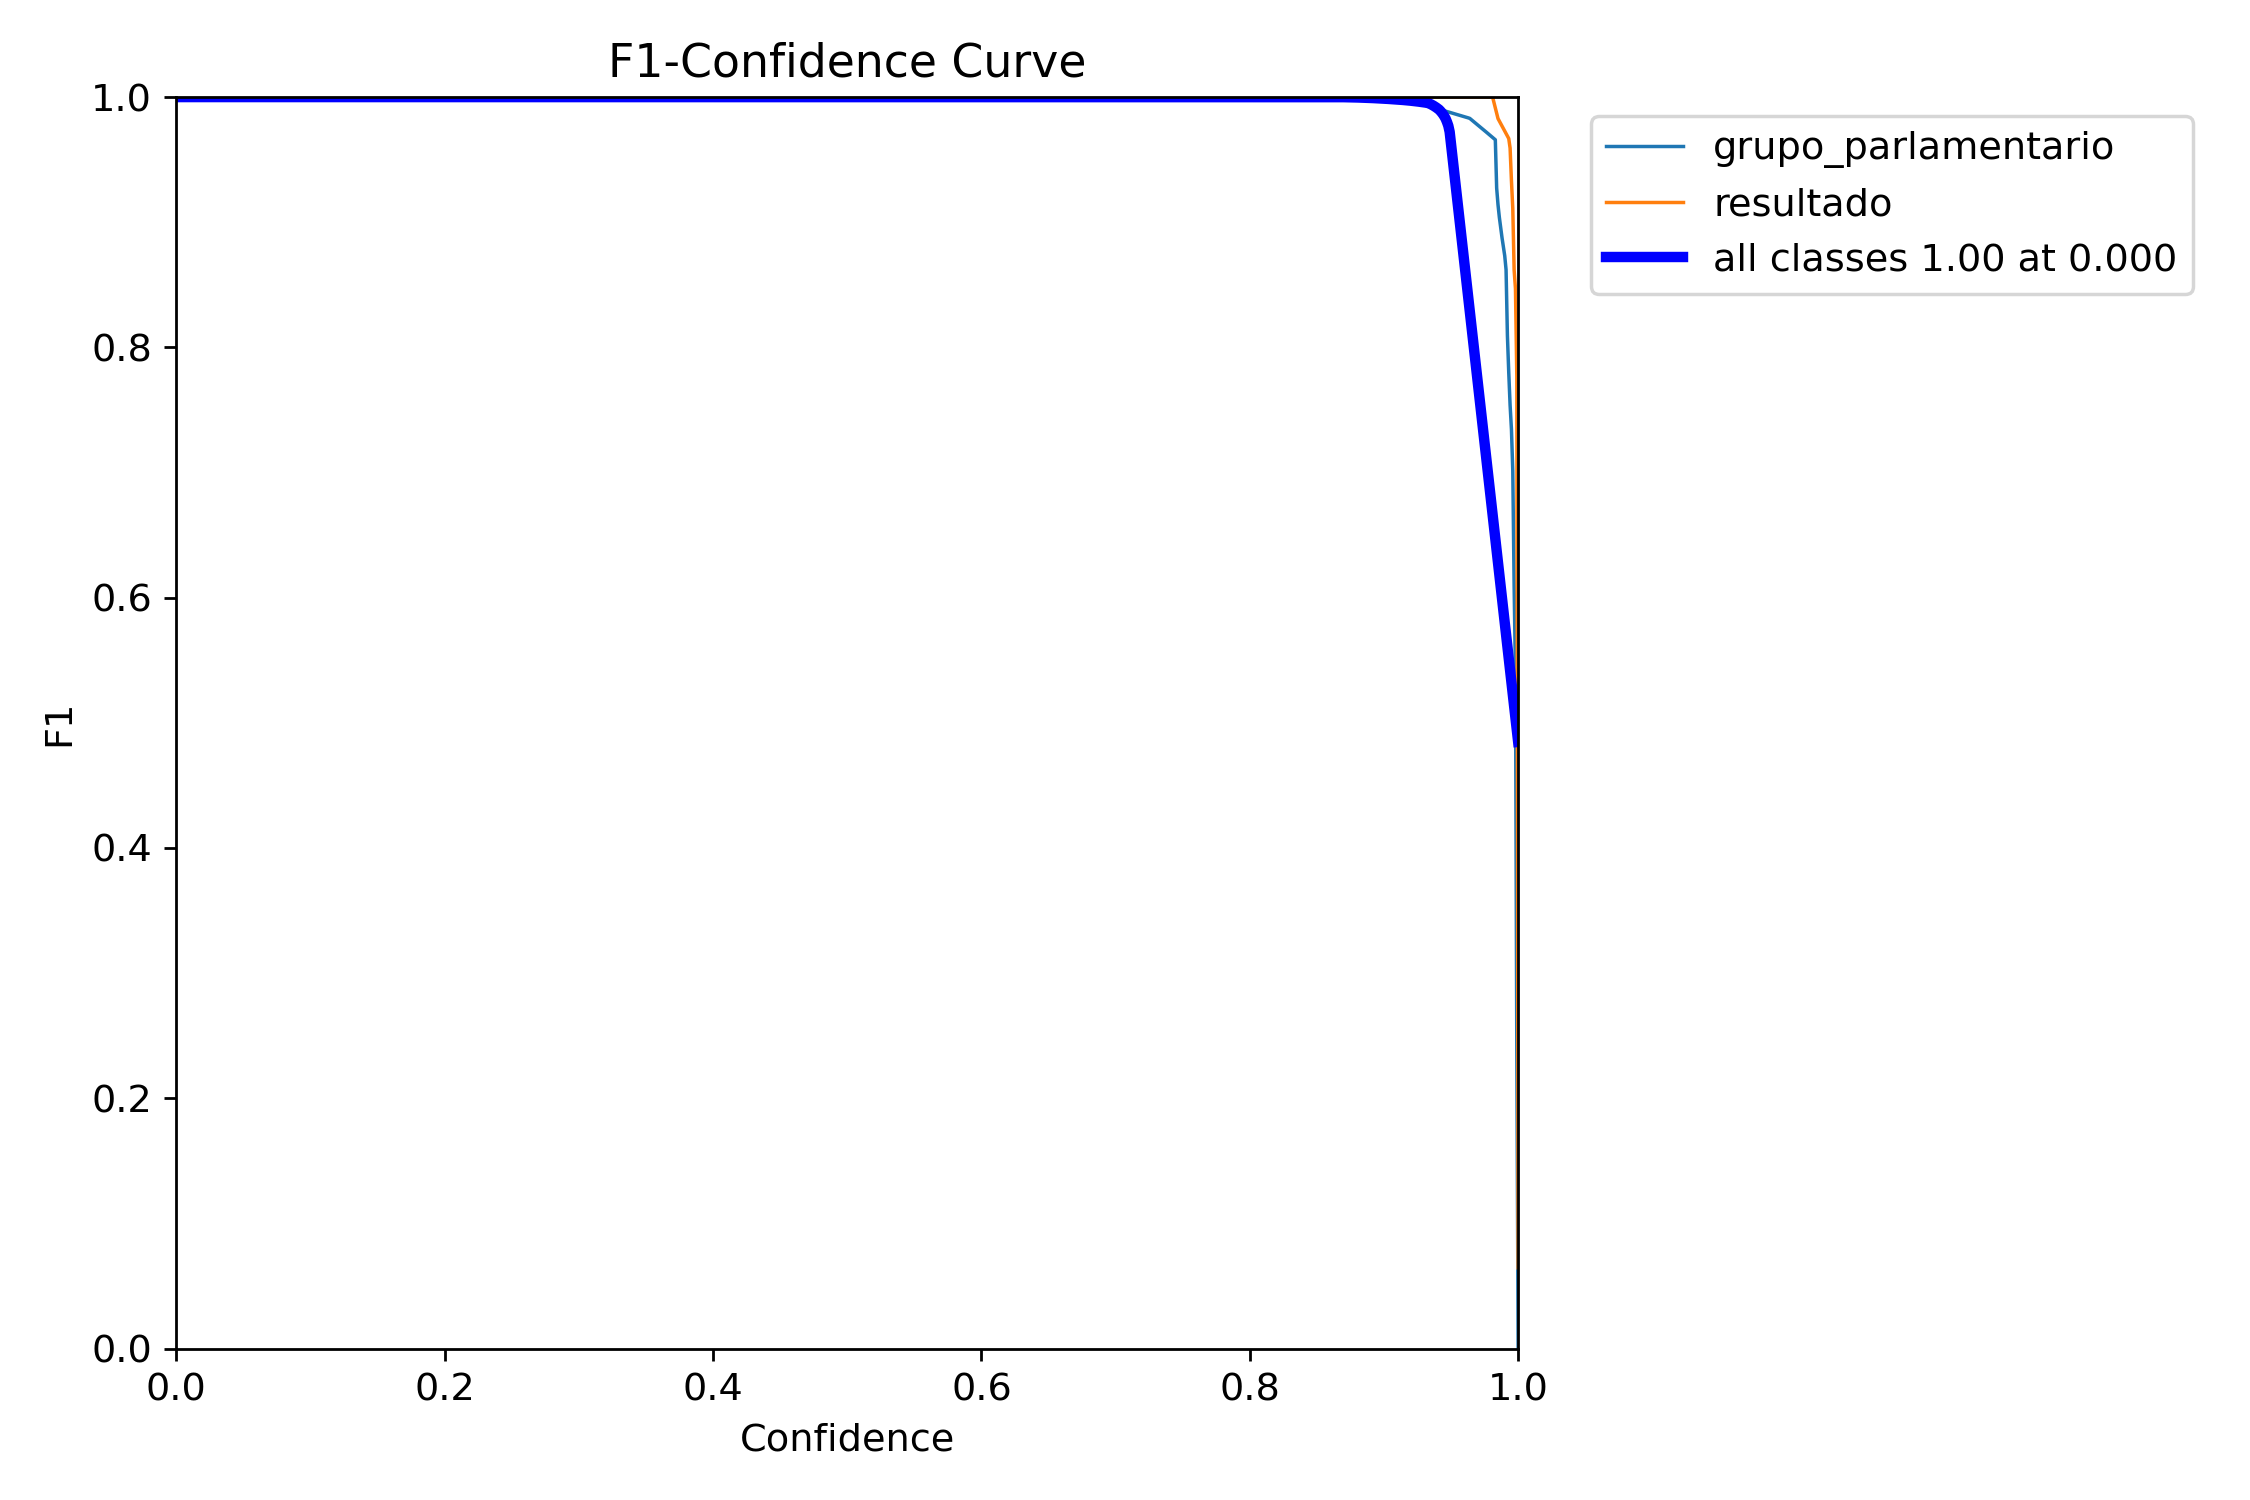 F1-Confidence Curve
grupo_parlamentario
resultado
all classes 1.00 at 0.000
F1
1.0
0.8
0.6
0.4
0.2
0.0
0.0 0.2 0.4 0.6 0.8 1.0
Confidence